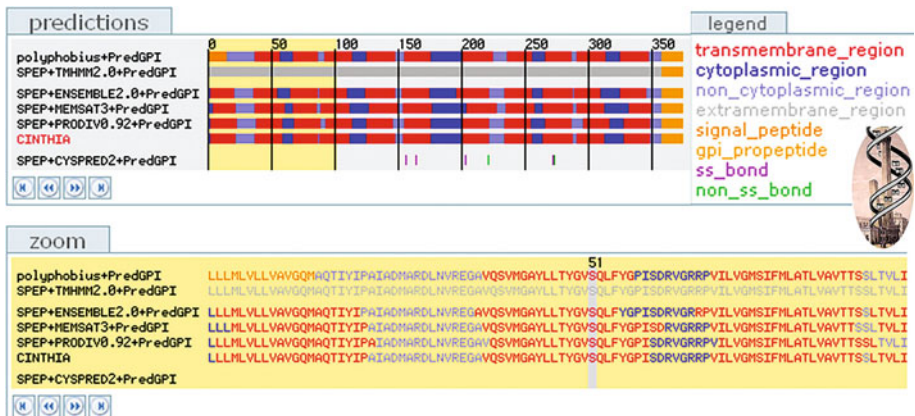 predictions
legend
0 50 100 150 200 250 300 350
polyphobius+PredGPI
SPEP+TMHMM2.0+PredGPI
SPEP+ENSEMBLE2.0+PredGPI
SPEP+MEMSAT3+PredGPI
SPEP+PRODIV0.92+PredGPI
CINTHIA
SPEP+CYSPRED2+PredGPI
transmembrane_region
cytoplasmic_region
non_cytoplasmic_region
extramembrane_region
signal_peptide
gpi_propeptide
ss_bond
non_ss_bond
zoom
51
polyphobius+PredGPI LLLMLVLLVAVGQMAQTIYIPAIADMARDLNVREGAVQSVMGAYLLTYGVSQLFYGPISDRVGRRPVILVGMSIFMLATLVAVTTSSLTVLI
SPEP+TMHMM2.0+PredGPI LLLMLVLLVAVGQMAQTIYIPAIADMARDLNVREGAVQSVMGAYLLTYGVSQLFYGPISDRVGRRPVILVGMSIFMLATLVAVTTSSLTVLI
SPEP+ENSEMBLE2.0+PredGPI LLLMLVLLVAVGQMAQTIYIPAIADMARDLNVREGAVQSVMGAYLLTYGVSQLFYGPISDRVGRRPVILVGMSIFMLATLVAVTTSSLTVLI
SPEP+MEMSAT3+PredGPI LLLMLVLLVAVGQMAQTIYIPAIADMARDLNVREGAVQSVMGAYLLTYGVSQLFYGPISDRVGRRPVILVGMSIFMLATLVAVTTSSLTVLI
SPEP+PRODIV0.92+PredGPI LLLMLVLLVAVGQMAQTIYIPAIADMARDLNVREGAVQSVMGAYLLTYGVSQLFYGPISDRVGRRPVILVGMSIFMLATLVAVTTSSLTVLI
CINTHIA LLLMLVLLVAVGQMAQTIYIPAIADMARDLNVREGAVQSVMGAYLLTYGVSQLFYGPISDRVGRRPVILVGMSIFMLATLVAVTTSSLTVLI
SPEP+CYSPRED2+PredGPI